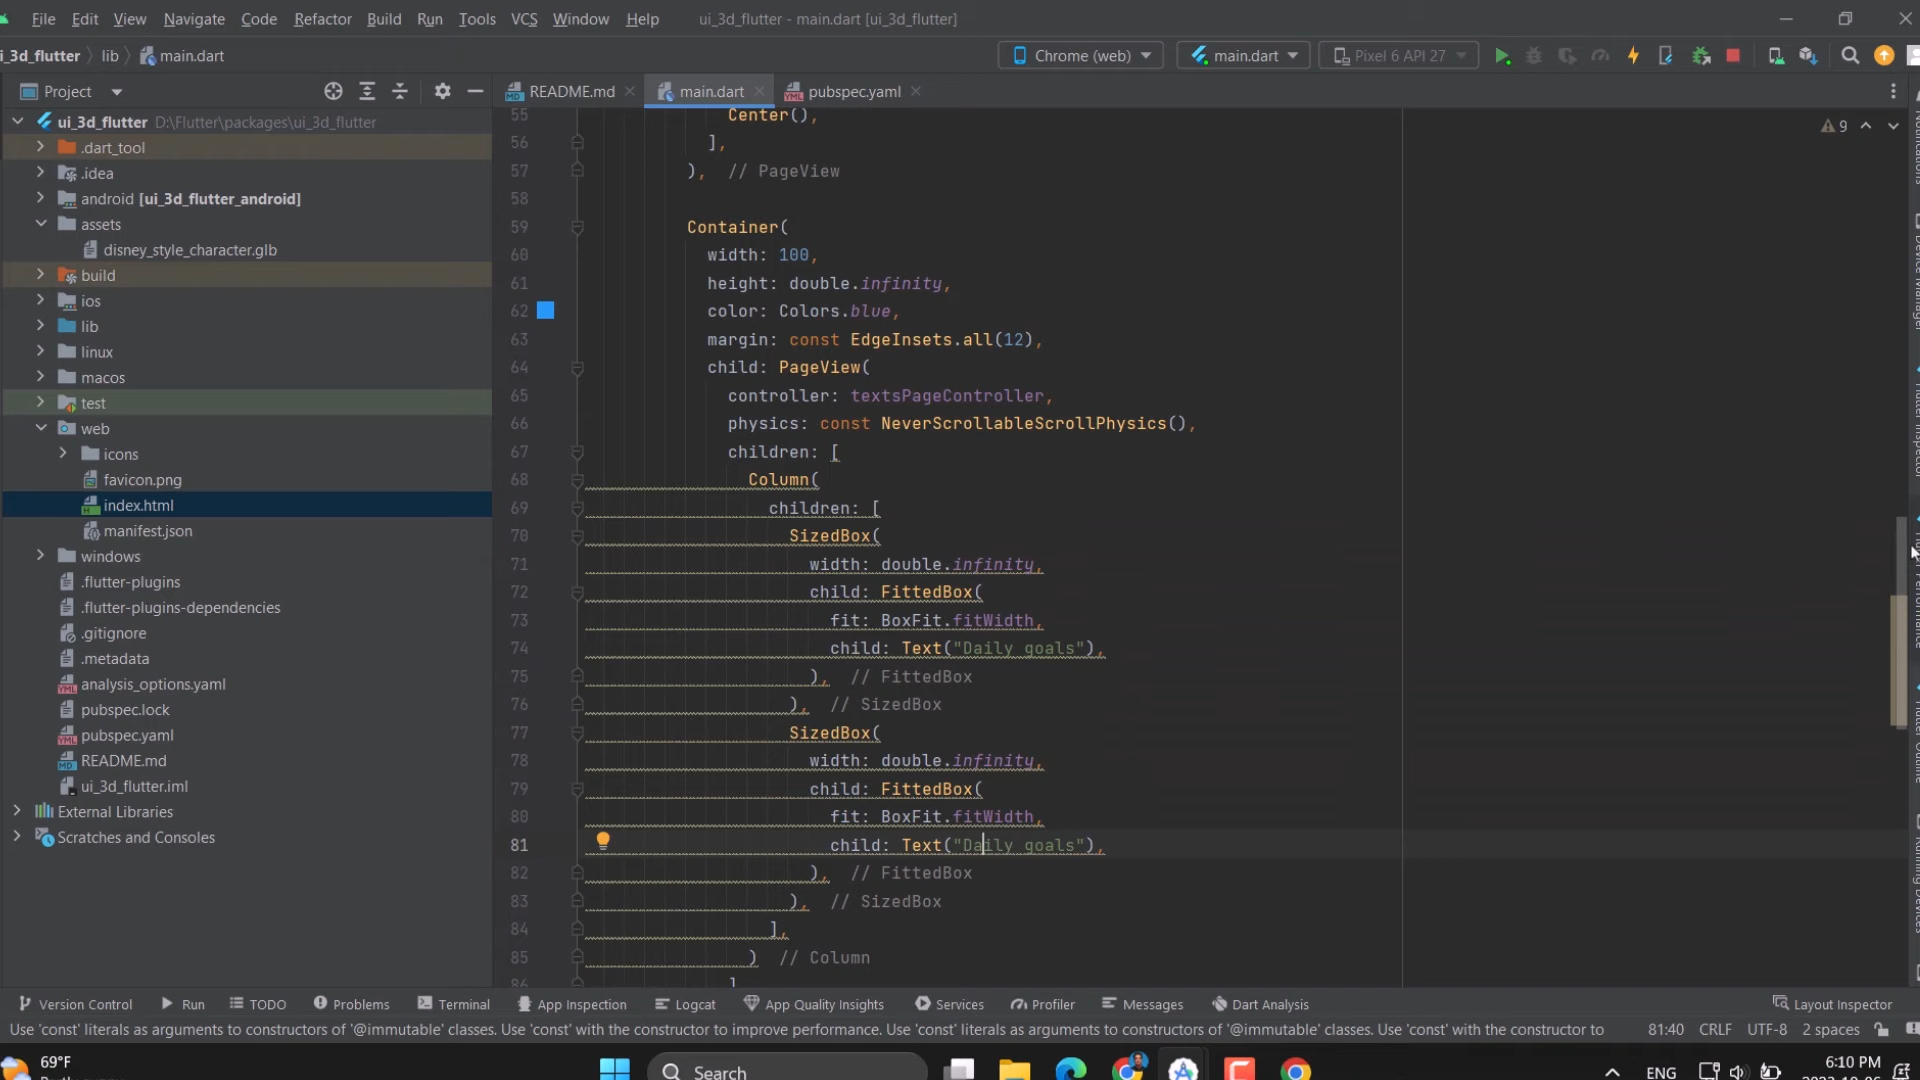 File Edit View Navigate Code Refactor Build Run Tools VCS Window Help ui_3d_flutter - main.dart [ui_3d_flutter]
i_3d_flutter lib main.dart Chrome (web) main.dart Pixel 6 API 27
Project README.md main.dart pubspec.yaml
ui_3d_flutter D:\Flutter\packages\ui_3d_flutter
.dart_tool
.idea
android [ui_3d_flutter_android]
assets
disney_style_character.glb
build
ios
lib
linux
macos
test
web
icons
favicon.png
index.html
manifest.json
windows
.flutter-plugins
.flutter-plugins-dependencies
.gitignore
.metadata
analysis_options.yaml
pubspec.lock
pubspec.yaml
README.md
ui_3d_flutter.iml
External Libraries
Scratches and Consoles
9
55 Center(),
56 ],
57 ), // PageView
58
59 Container(
60 width: 100,
61 height: double.infinity,
62 color: Colors.blue,
63 margin: const EdgeInsets.all(12),
64 child: PageView(
65 controller: textsPageController,
66 physics: const NeverScrollableScrollPhysics(),
67 children: [
68 Column(
69 children: [
70 SizedBox(
71 width: double.infinity,
72 child: FittedBox(
73 fit: BoxFit.fitWidth,
74 child: Text("Daily goals"),
75 ), // FittedBox
76 ), // SizedBox
77 SizedBox(
78 width: double.infinity,
79 child: FittedBox(
80 fit: BoxFit.fitWidth,
81 child: Text("Daily goals"),
82 ), // FittedBox
83 ), // SizedBox
84 ],
85 ) // Column
86 ]
Device Manager
Flutter Inspector
Flutter Performance
Flutter Outline
Running Devices
Version Control Run TODO Problems Terminal App Inspection Logcat App Quality Insights Services Profiler Messages Dart Analysis Layout Inspector
Use 'const' literals as arguments to constructors of '@immutable' classes. Use 'const' with the constructor to improve performance. Use 'const' literals as arguments to constructors of '@immutable' classes. Use 'const' with the constructor to 81:40 CRLF UTF-8 2 spaces
69°F
Search
ENG
6:10 PM